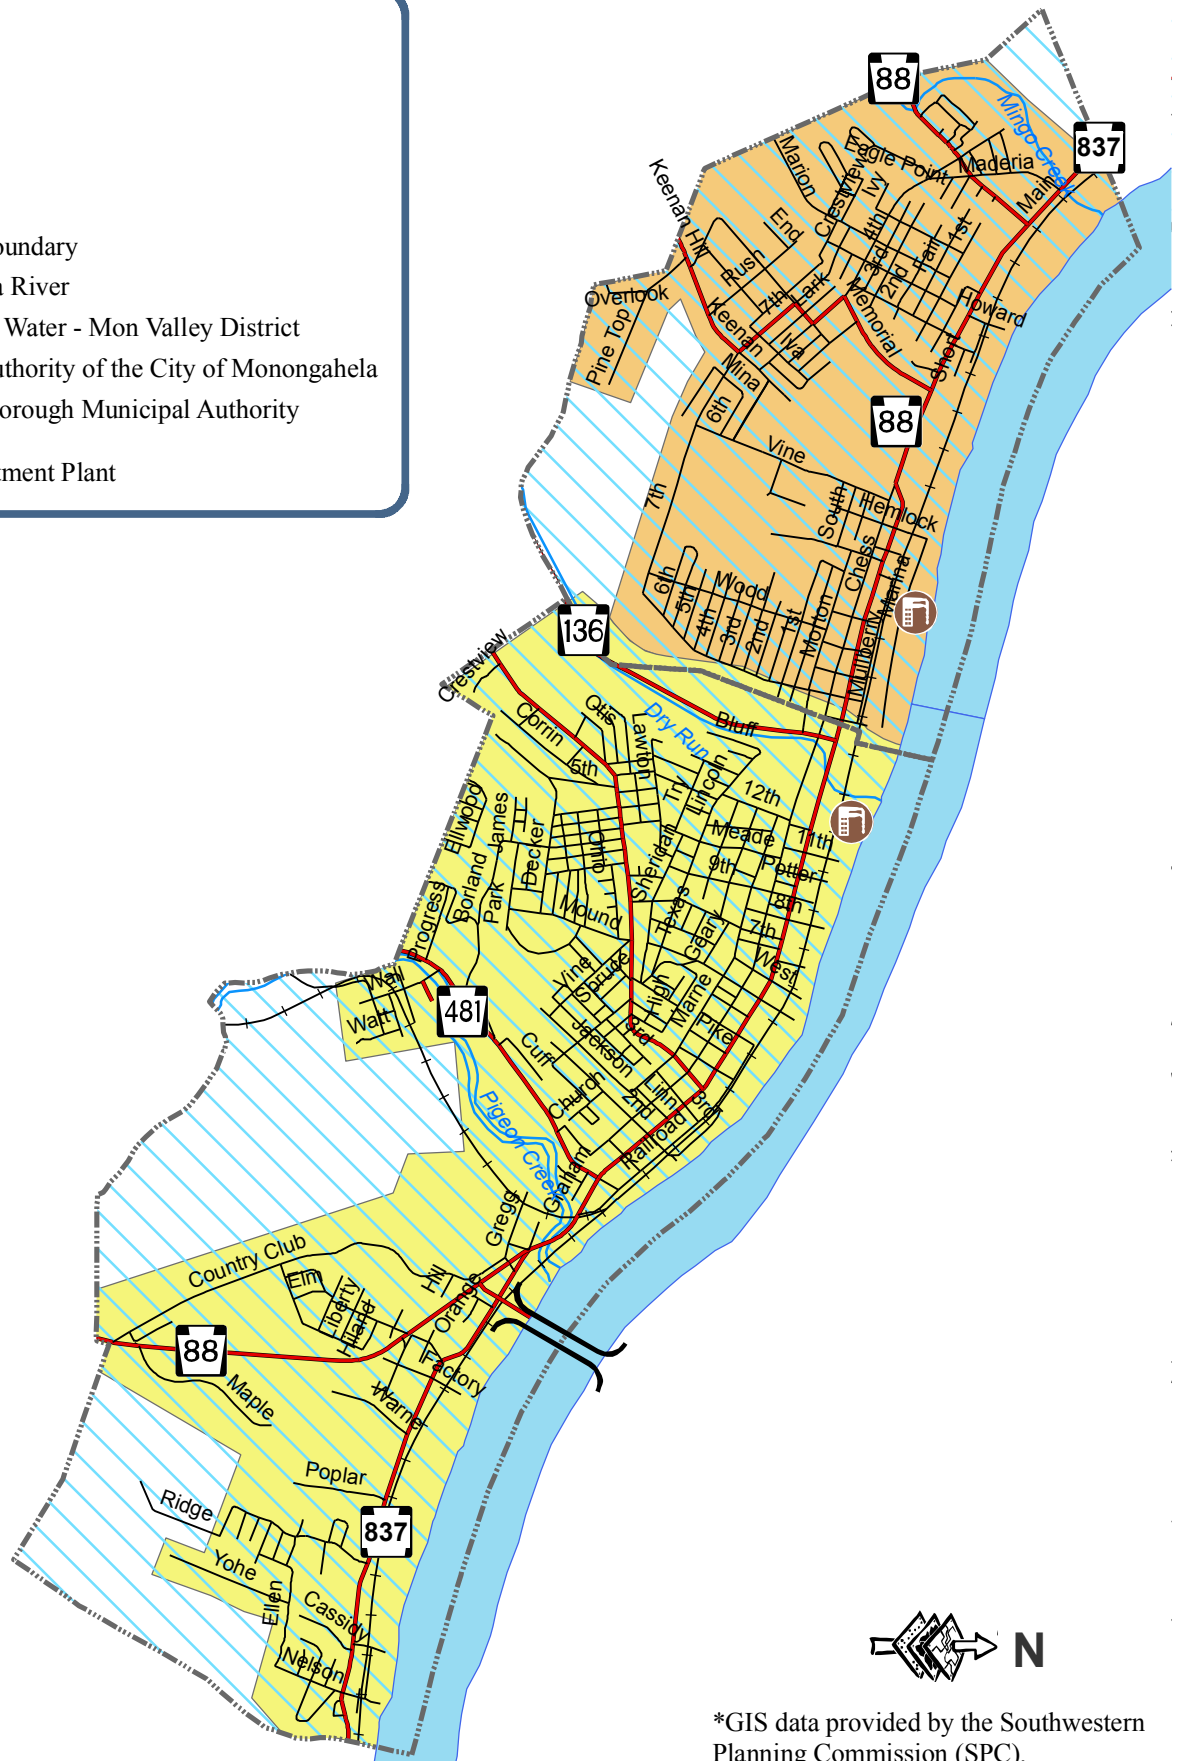 oundary
a River
Water - Mon Valley District
uthority of the City of Monongahela
orough Municipal Authority
tment Plant
88
837
Mingo Creek
Maderia
Eagle Point
Marion
Crestview
Ivy
Main
Keenan Hill
End
4th
3rd
2nd
Fair
1st
Rush
Overlook
Pine Top
7th
Lark
Memorial
Howard
Keenan
Iva
Short
Mina
6th
88
Vine
7th
South
Hemlock
Chess
Marina
6th
5th
Wood
4th
3rd
2nd
1st
Morton
Mulberry
136
Crestview
Corrin
Otis
Lawton
Dry Run
Bluff
5th
Try
Lincoln
12th
Ellwood
James
Decker
Ohio
Sheridan
Meade
11th
9th
Potter
Borland
Park
Progress
Mound
Texas
Geary
8th
7th
West
Wall
Watt
481
Vine
Spruce
High
Marne
Pike
3rd
Cuff
Jackson
Church
Linn
2nd
3rd
Railroad
Pigeon Creek
Graham
Gregg
Country Club
Elm
Liberty
Hiland
Hill
Orange
88
Factory
Maple
Warne
Poplar
Ridge
837
Yohe
Ellen
Cassidy
Nelson
N
*GIS data provided by the Southwestern
Planning Commission (SPC).